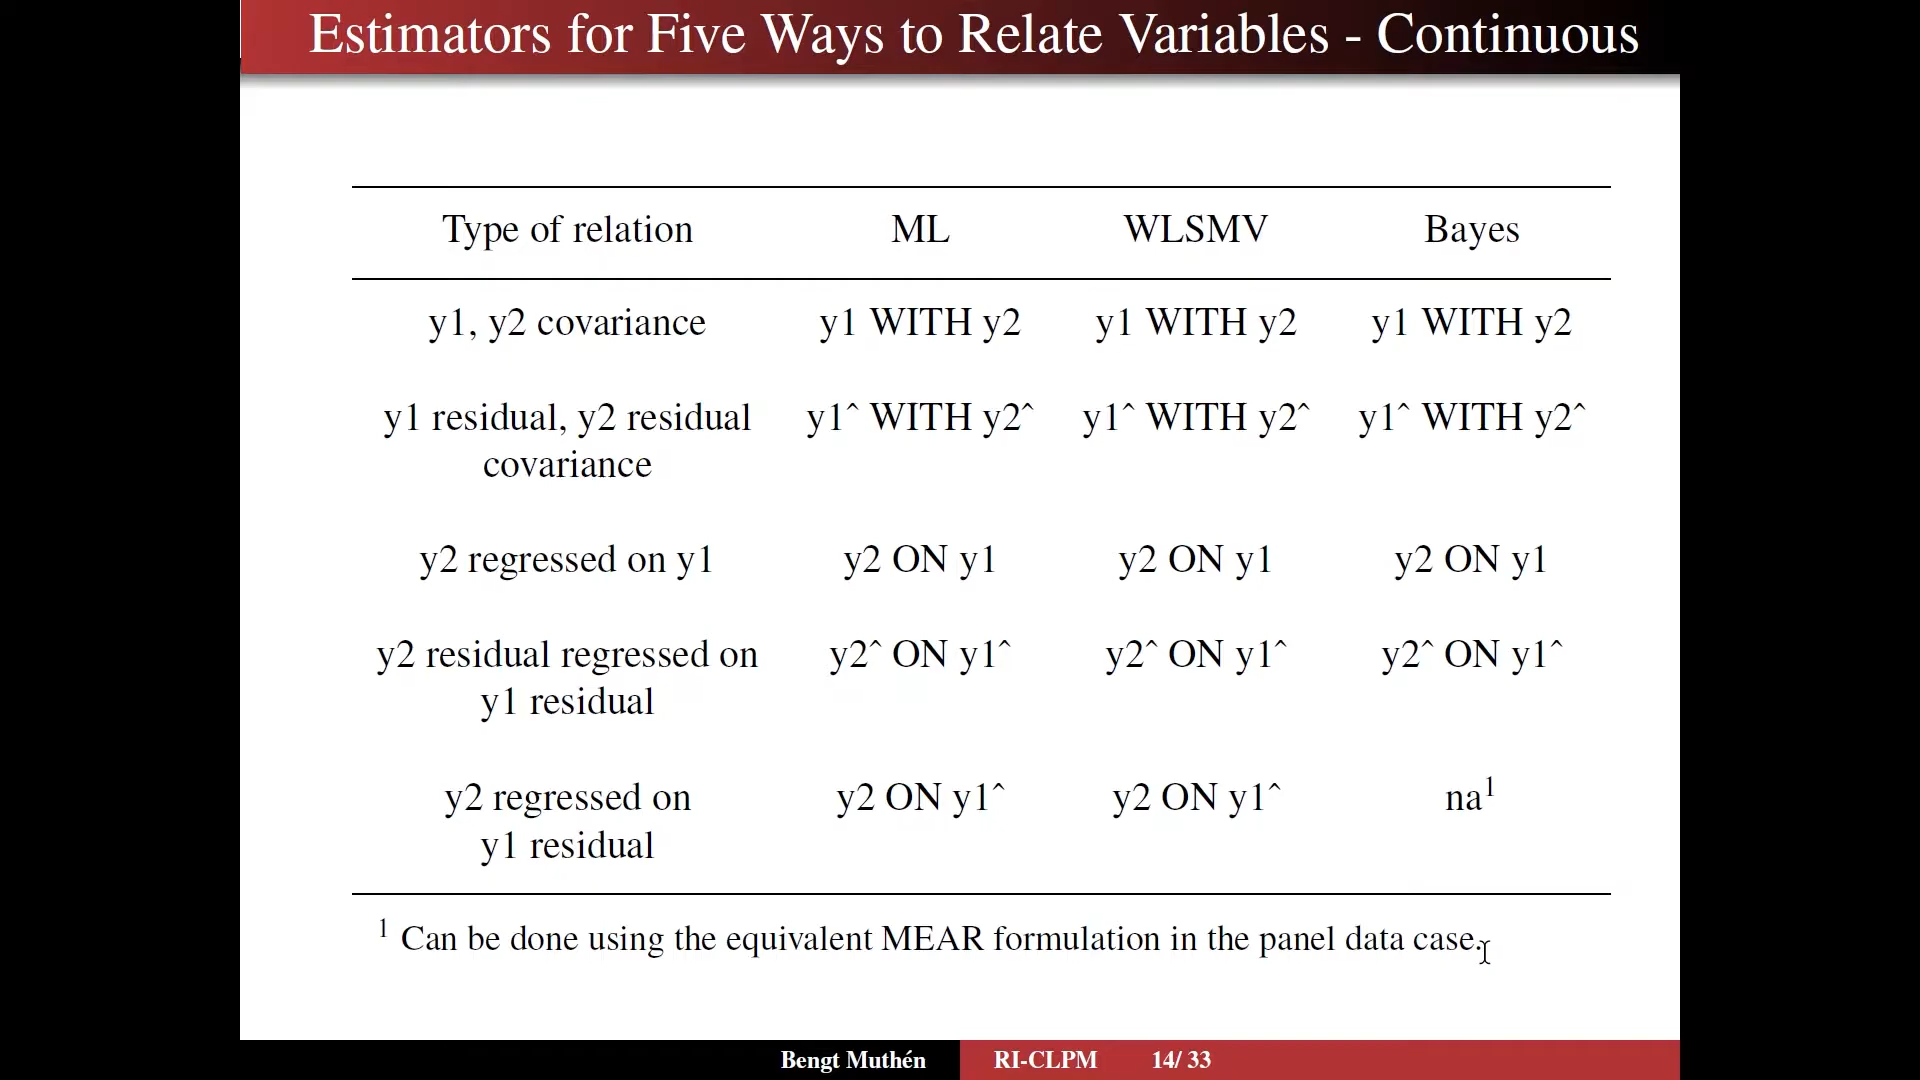 Estimators for Five Ways to Relate Variables - Continuous
Type of relation ML WLSMV Bayes
y1, y2 covariance y1 WITH y2 y1 WITH y2 y1 WITH y2
y1 residual, y2 residual y1^ WITH y2^ y1^ WITH y2^ y1^ WITH y2^
covariance
y2 regressed on y1 y2 ON y1 y2 ON y1 y2 ON y1
y2 residual regressed on y2^ ON y1^ y2^ ON y1^ y2^ ON y1^
y1 residual
y2 regressed on y2 ON y1^ y2 ON y1^ na¹
y1 residual
¹ Can be done using the equivalent MEAR formulation in the panel data case.
Bengt Muthén RI-CLPM 14/ 33